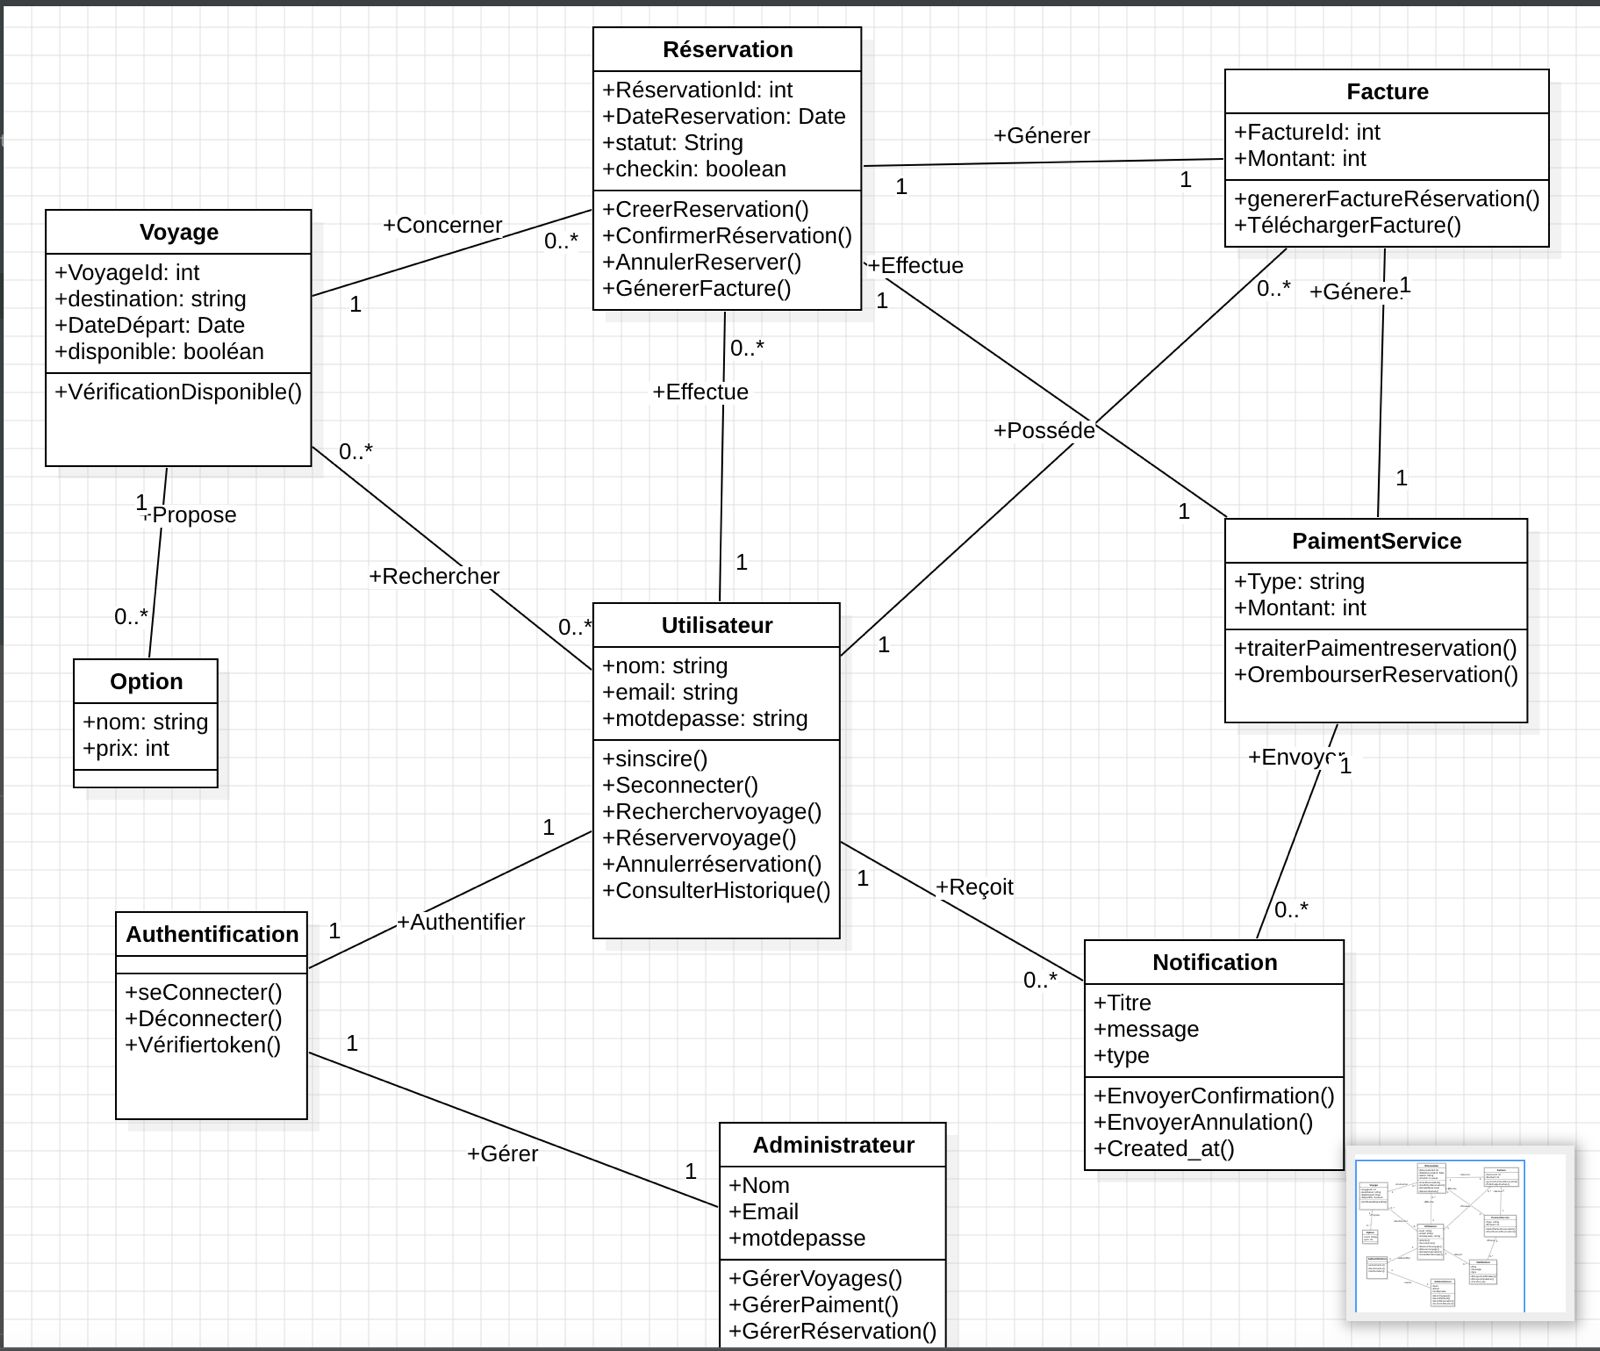 Réservation
+RéservationId: int
+DateReservation: Date
+statut: String
+checkin: boolean
+CreerReservation()
+ConfirmerRéservation()
+AnnulerReserver()
+GénererFacture()
+Génerer
1
1
Facture
+FactureId: int
+Montant: int
+genererFactureRéservation()
+TéléchargerFacture()
Voyage
+VoyageId: int
+destination: string
+DateDépart: Date
+disponible: booléan
+VérificationDisponible()
+Concerner
0..*
1
+Effectue
1
1
0..*
+Effectue
1
0..*
+Posséde
1
+Génere
1
1
0..*
+Rechercher
0..*
1
+Propose
0..*
Option
+nom: string
+prix: int
Utilisateur
+nom: string
+email: string
+motdepasse: string
+sinscire()
+Seconnecter()
+Recherchervoyage()
+Réservervoyage()
+Annulerréservation()
+ConsulterHistorique()
PaimentService
+Type: string
+Montant: int
+traiterPaimentreservation()
+OrembourserReservation()
+Envoyer
1
0..*
1
+Authentifier
1
1
+Reçoit
0..*
Authentification
+seConnecter()
+Déconnecter()
+Vérifiertoken()
Notification
+Titre
+message
+type
+EnvoyerConfirmation()
+EnvoyerAnnulation()
+Created_at()
1
+Gérer
1
Administrateur
+Nom
+Email
+motdepasse
+GérerVoyages()
+GérerPaiment()
+GérerRéservation()